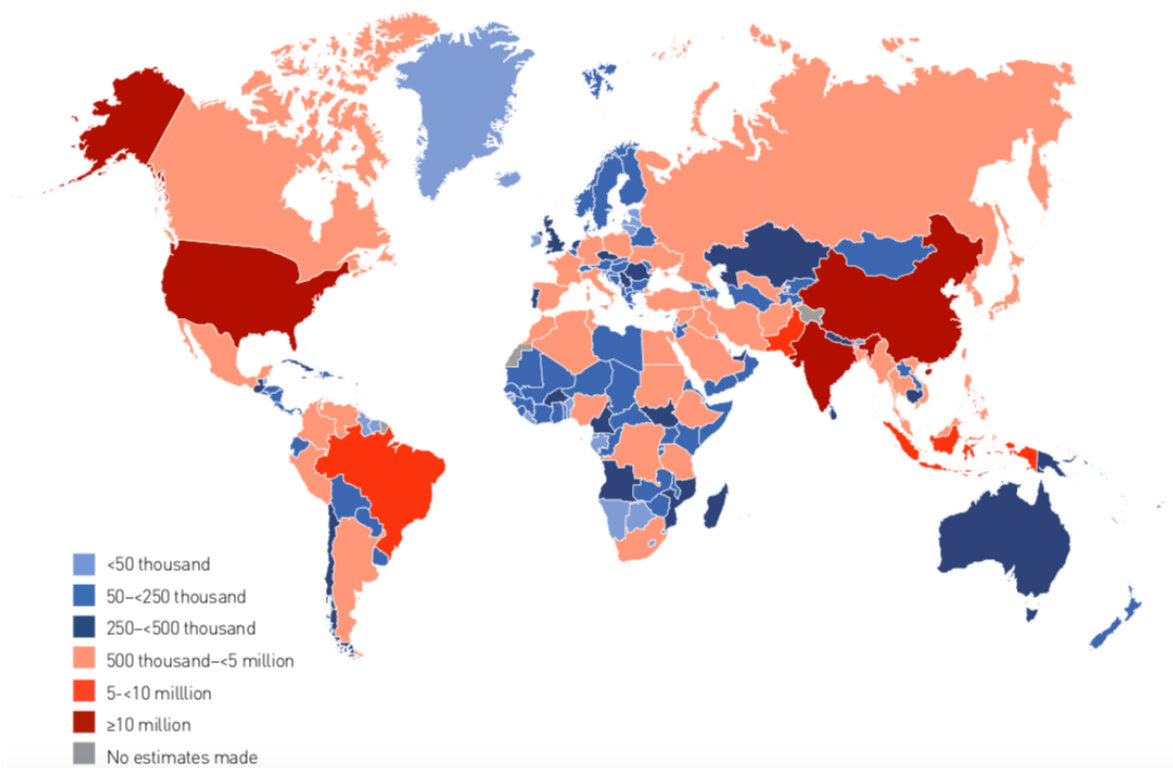 <50 thousand
50–<250 thousand
250–<500 thousand
500 thousand–<5 million
5-<10 milllion
≥10 million
No estimates made